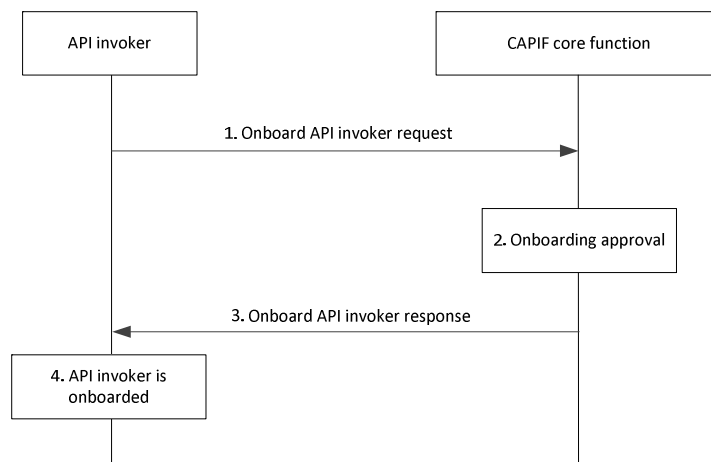 API invoker
CAPIF core function
1. Onboard API invoker request
2. Onboarding approval
3. Onboard API invoker response
4. API invoker is
onboarded